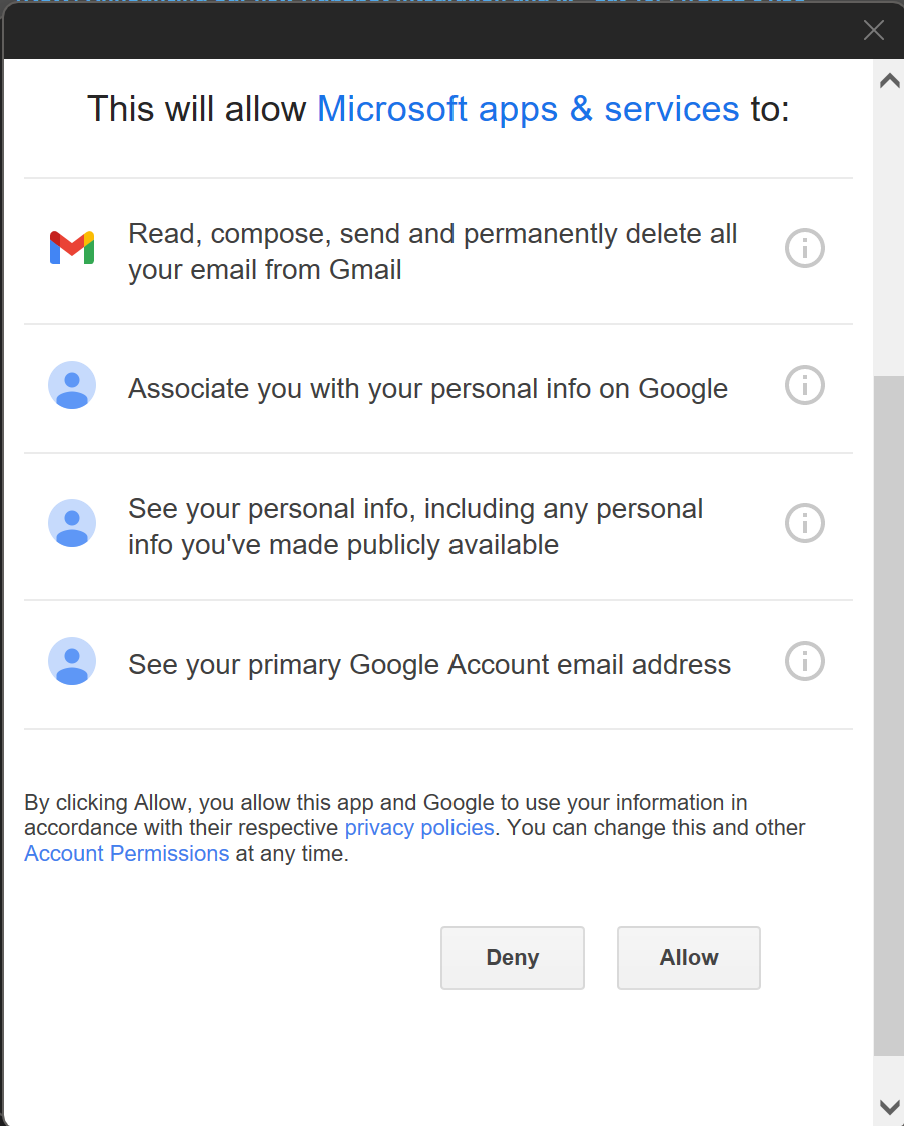 This will allow Microsoft apps & services to:
Read, compose, send and permanently delete all
your email from Gmail
Associate you with your personal info on Google
See your personal info, including any personal
info you've made publicly available
See your primary Google Account email address
By clicking Allow, you allow this app and Google to use your information in
accordance with their respective privacy policies. You can change this and other
Account Permissions at any time.
Deny
Allow